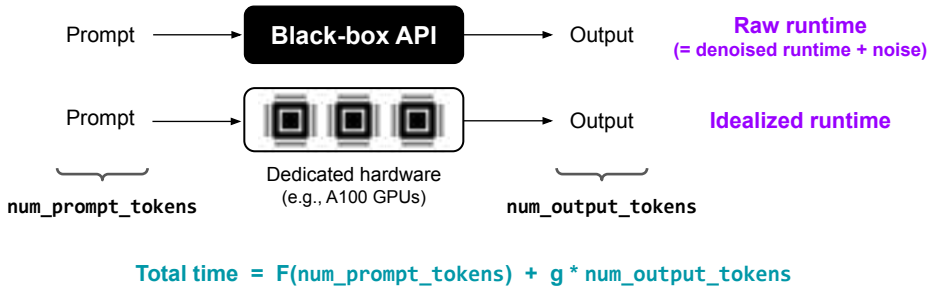 Prompt Black-box API Output Raw runtime
(= denoised runtime + noise)
Prompt Output Idealized runtime
Dedicated hardware
(e.g., A100 GPUs)
num_prompt_tokens num_output_tokens
Total time = F(num_prompt_tokens) + g * num_output_tokens